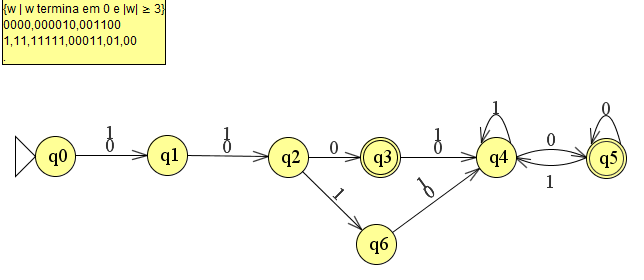 {w | w termina em 0 e |w| ≥ 3}
0000,000010,001100
1,11,11111,00011,01,00
.
1
0
1
0
0
1
0
1
0
0
q0
q1
q2
q3
q4
q5
1
1
0
1
q6